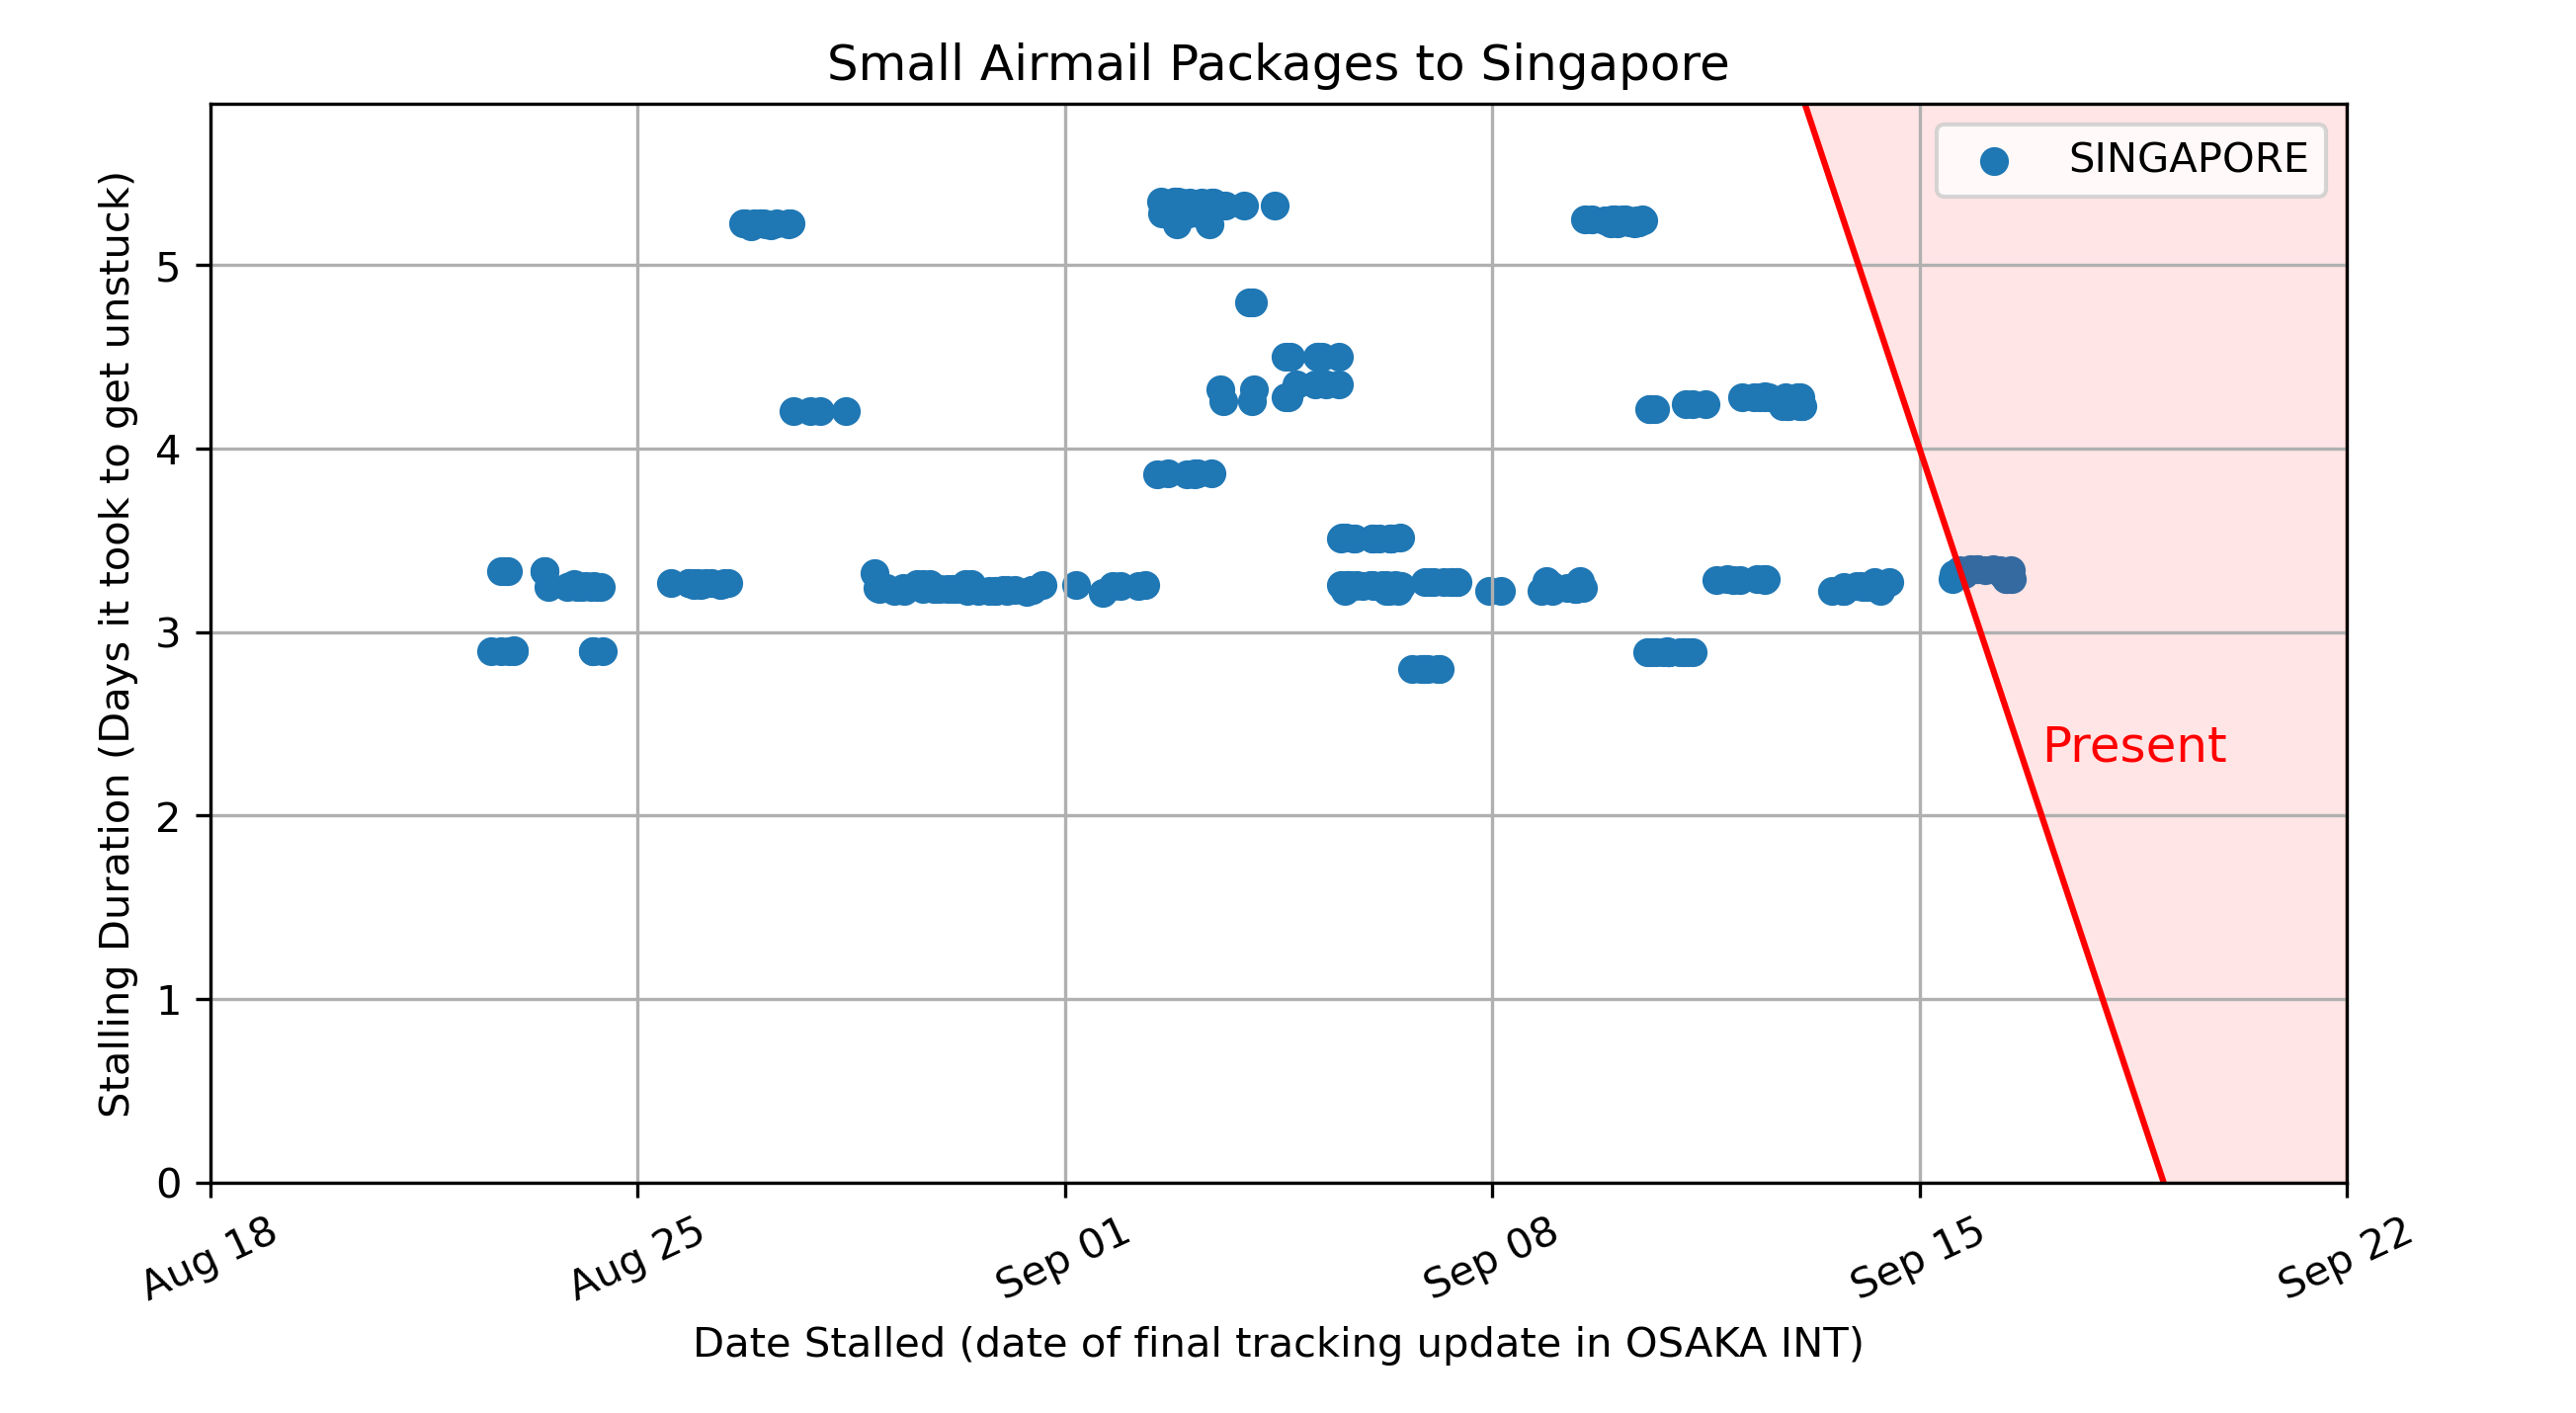 Small Airmail Packages to Singapore
SINGAPORE
Stalling Duration (Days it took to get unstuck)
5
4
3
2
1
0
Present
Aug 18
Aug 25
Sep 01
Sep 08
Sep 15
Sep 22
Date Stalled (date of final tracking update in OSAKA INT)